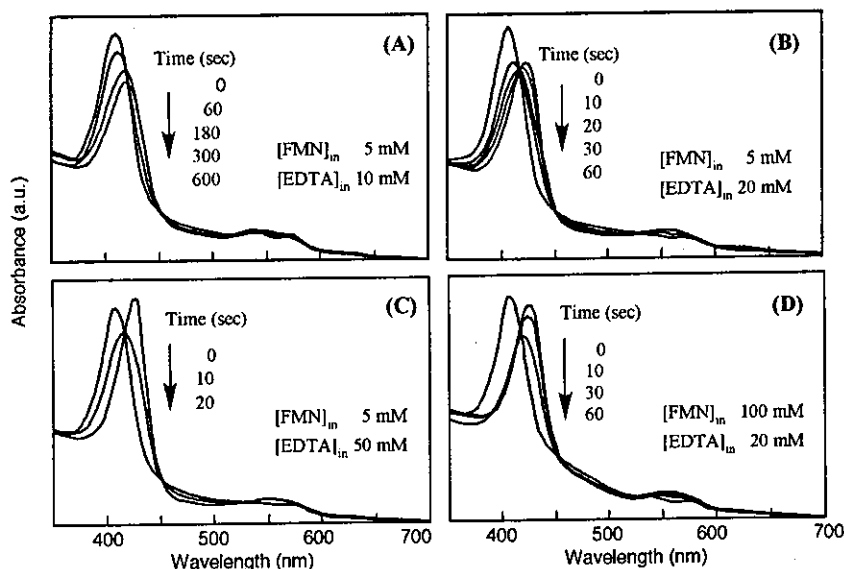 (A)
Time (sec)
0
60
180
300
600
[FMN]in 5 mM
[EDTA]in 10 mM
(B)
Time (sec)
0
10
20
30
60
[FMN]in 5 mM
[EDTA]in 20 mM
Absorbance (a.u.)
(C)
Time (sec)
0
10
20
[FMN]in 5 mM
[EDTA]in 50 mM
(D)
Time (sec)
0
10
30
60
[FMN]in 100 mM
[EDTA]in 20 mM
400 500 600 700
Wavelength (nm)
400 500 600 700
Wavelength (nm)